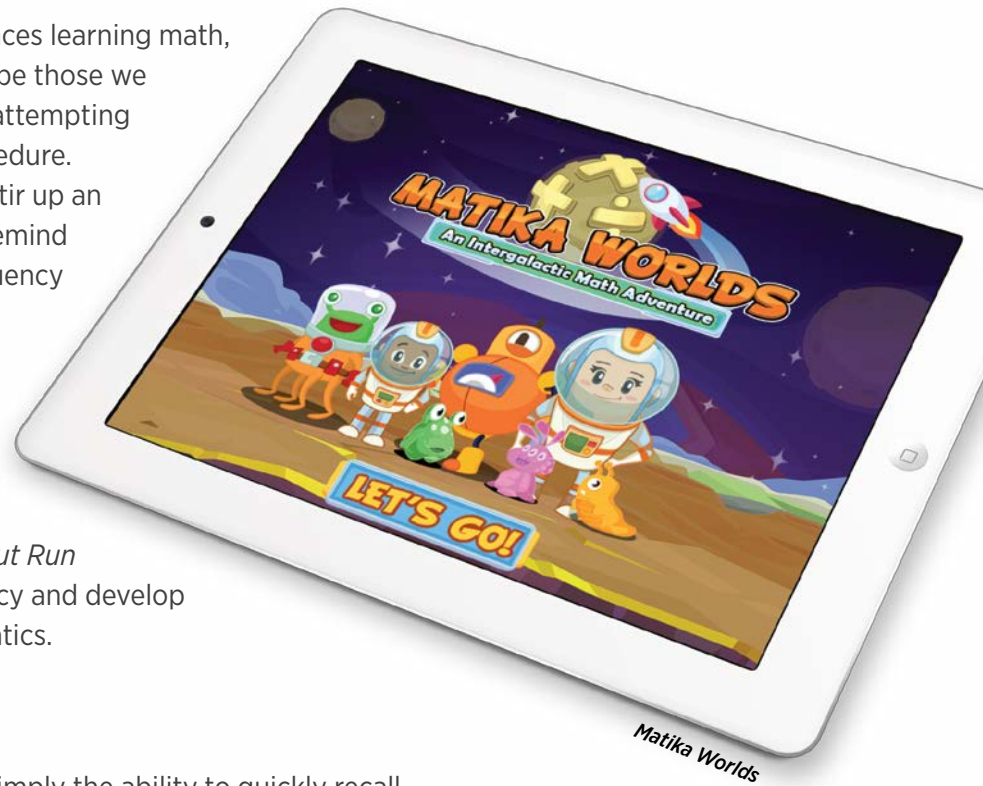 ces learning math,
be those we
attempting
edure.
tir up an
emind
uency
ut Run
cy and develop
tics.
MATIKA WORLDS
An Intergalactic Math Adventure
LET'S GO!
Matika Worlds
imply the ability to quickly recall